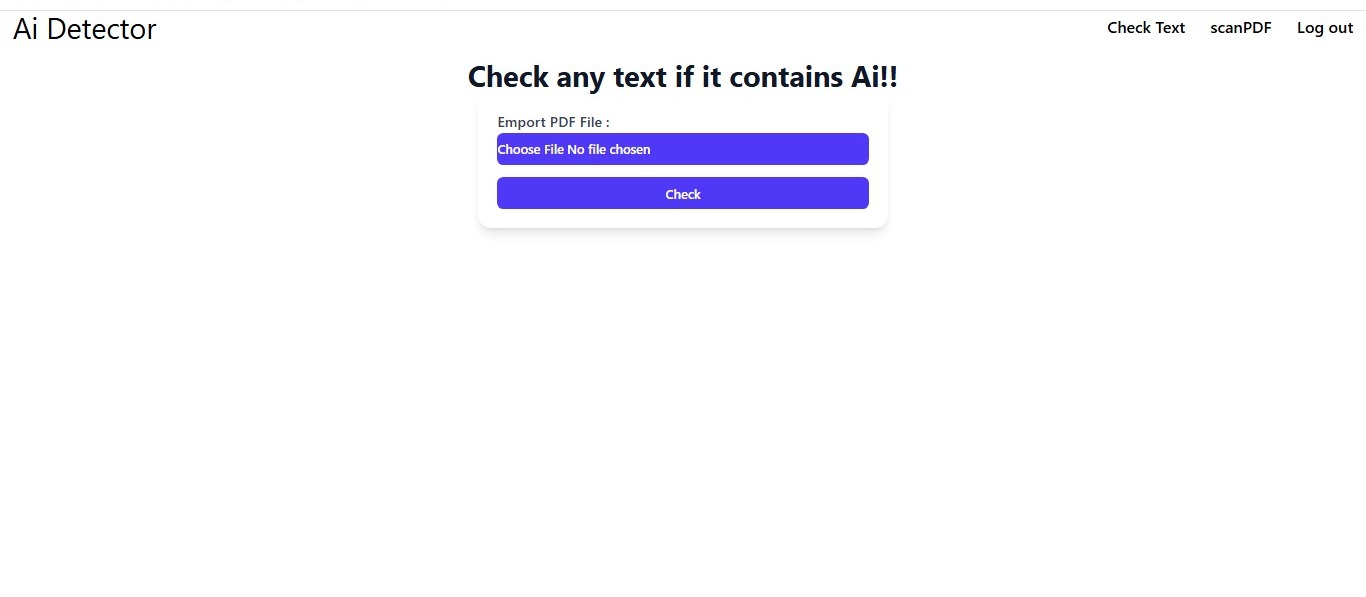 Ai Detector
Check Text scanPDF Log out
Check any text if it contains Ai!!
Emport PDF File :
Choose File No file chosen
Check